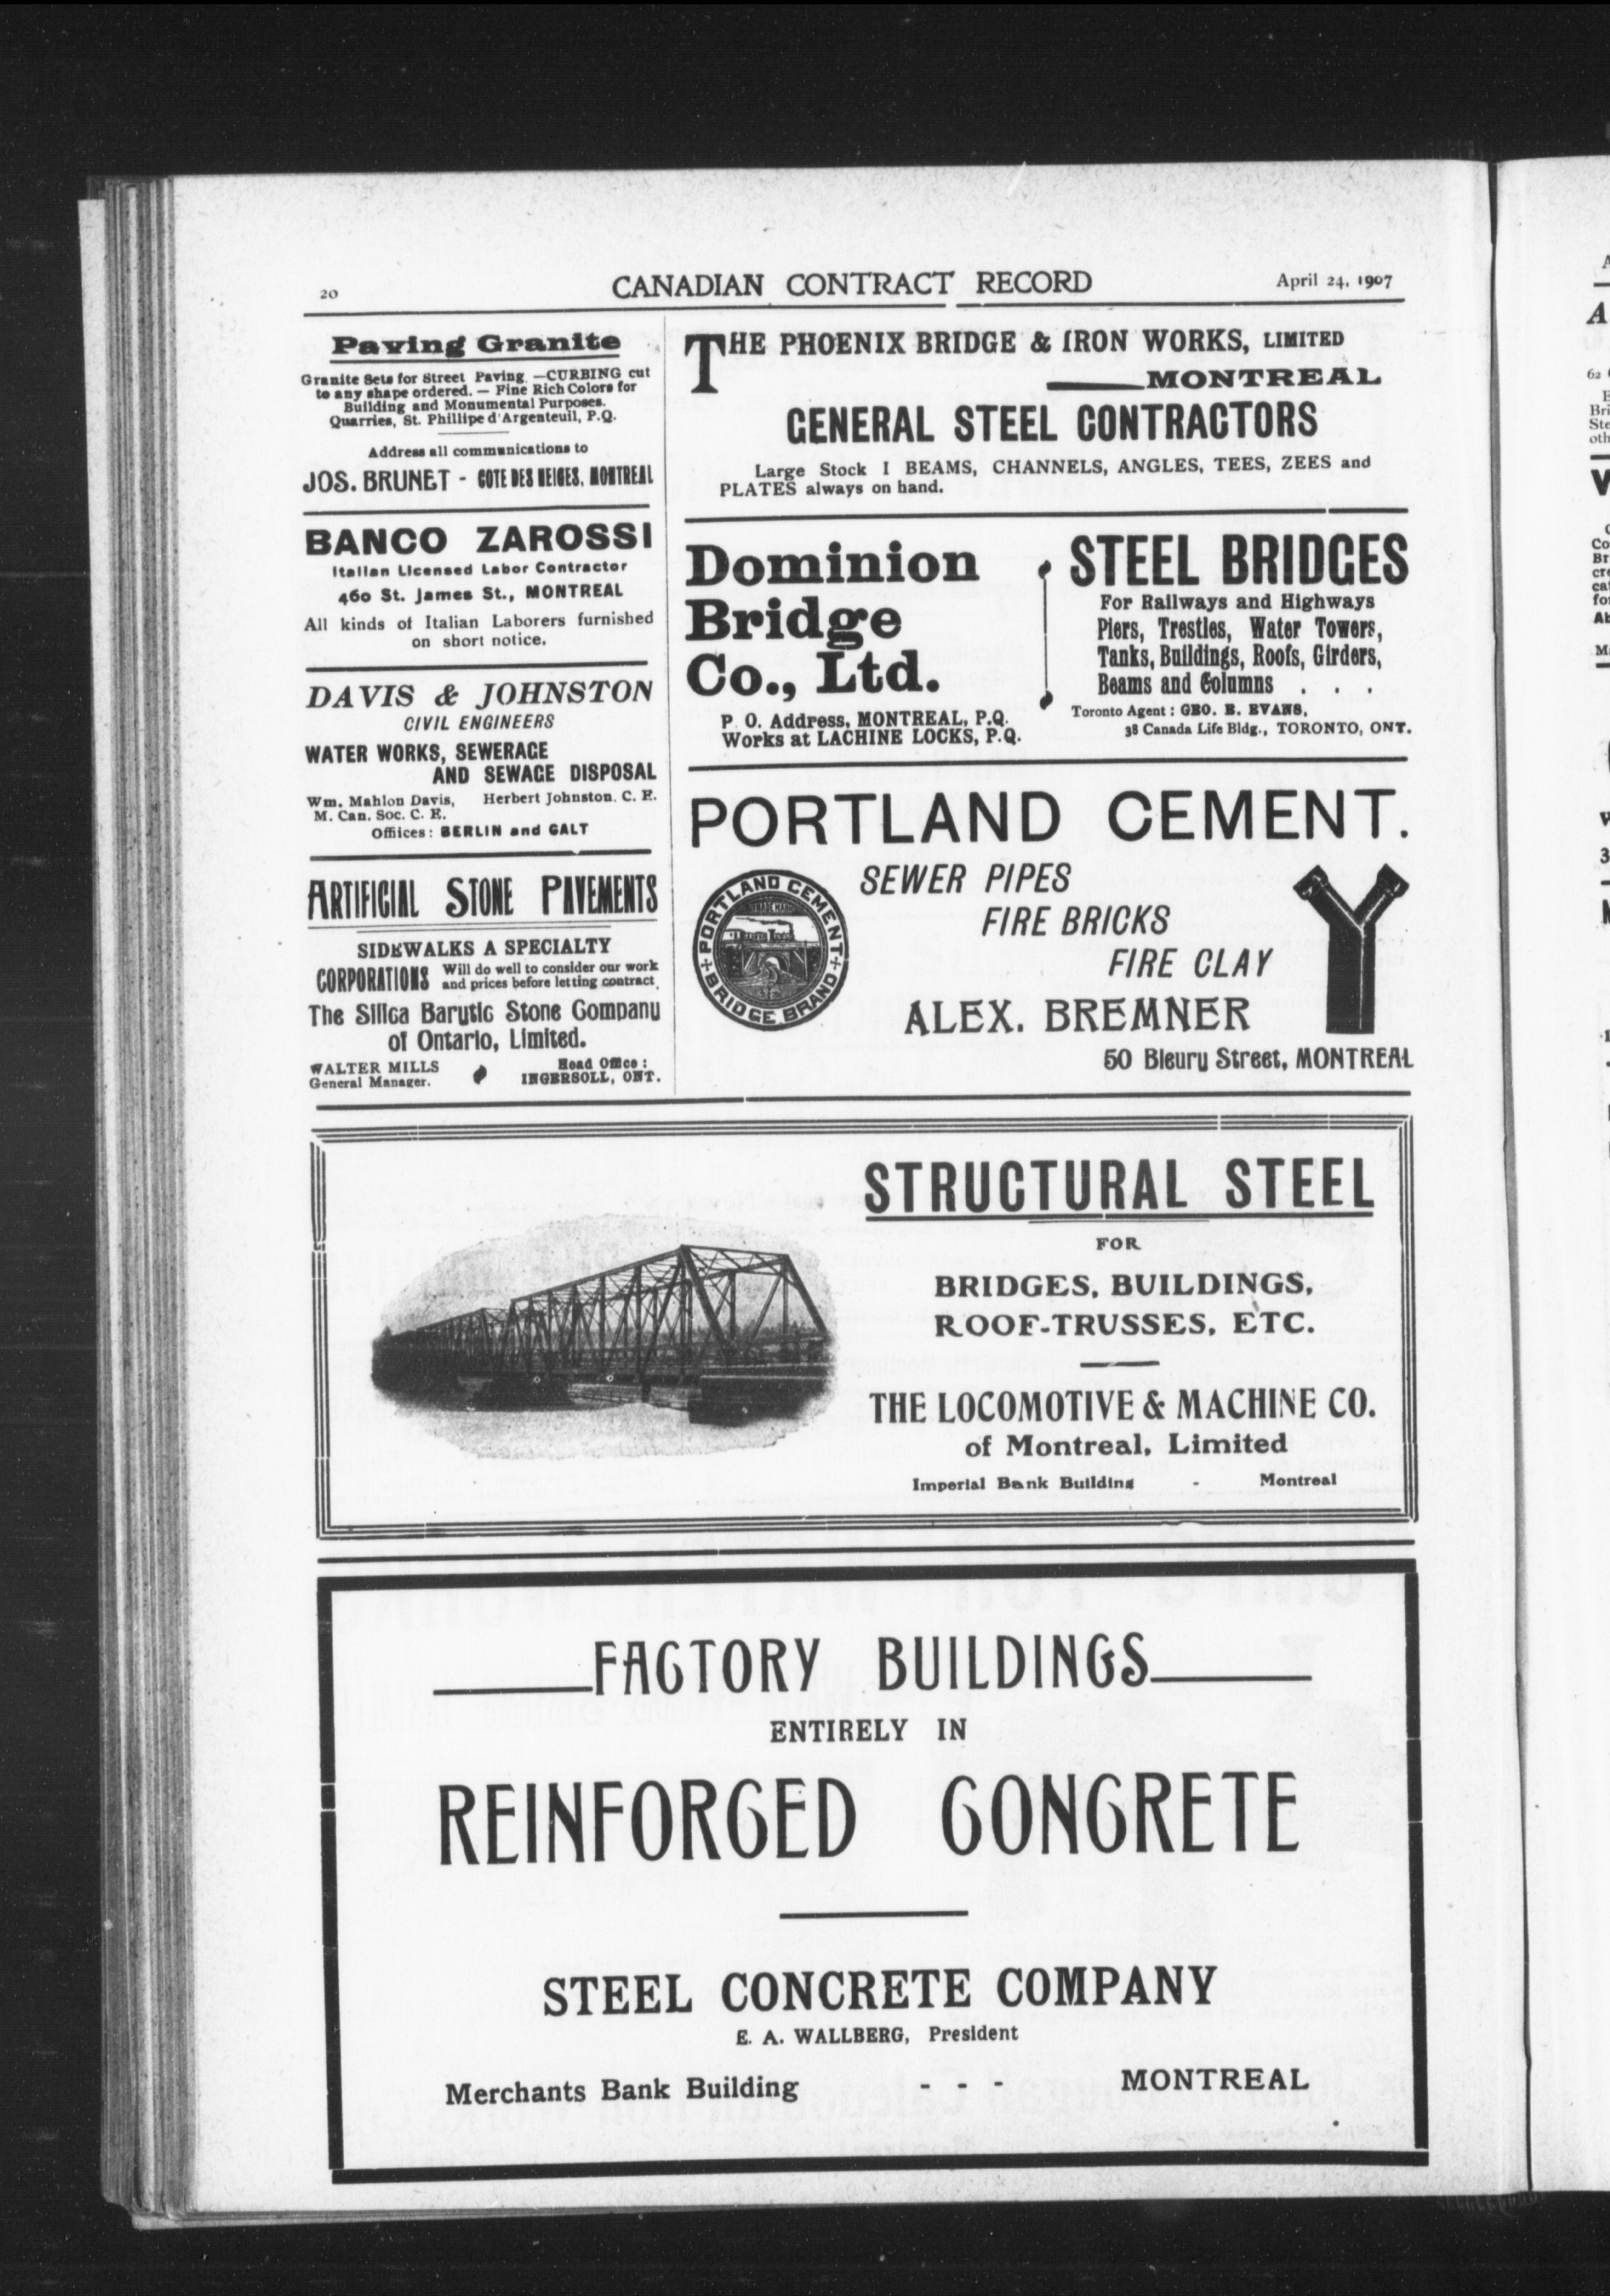 20
CANADIAN CONTRACT RECORD
April 24, 1907
Paving Granite
Granite Sets for Street Paving.—CURBING cut
to any shape ordered. — Fine Rich Colors for
Building and Monumental Purposes.
Quarries, St. Phillipe d'Argenteuil, P.Q.
Address all communications to
JOS. BRUNET - COTE DES NEIGES, MONTREAL
BANCO ZAROSSI
Italian Licensed Labor Contractor
460 St. James St., MONTREAL
All kinds of Italian Laborers furnished
on short notice.
DAVIS & JOHNSTON
CIVIL ENGINEERS
WATER WORKS, SEWERAGE
AND SEWAGE DISPOSAL
Wm. Mahlon Davis, Herbert Johnston. C. E.
M. Can. Soc. C. E.
Offiices: BERLIN and GALT
ARTIFICIAL STONE PAVEMENTS
SIDEWALKS A SPECIALTY
CORPORATIONS Will do well to consider our work
and prices before letting contract
The Silica Barytic Stone Company
of Ontario, Limited.
WALTER MILLS
General Manager.
Head Office:
INGERSOLL, ONT.
THE PHOENIX BRIDGE & IRON WORKS, LIMITED
MONTREAL
GENERAL STEEL CONTRACTORS
Large Stock I BEAMS, CHANNELS, ANGLES, TEES, ZEES and
PLATES always on hand.
Dominion
Bridge
Co., Ltd.
P. O. Address, MONTREAL, P.Q.
Works at LACHINE LOCKS, P.Q.
STEEL BRIDGES
For Railways and Highways
Piers, Trestles, Water Towers,
Tanks, Buildings, Roofs, Girders,
Beams and Columns . . .
Toronto Agent: GEO. E. EVANS,
38 Canada Life Bldg., TORONTO, ONT.
PORTLAND CEMENT.
PORTLAND CEMENT
TRADE MARK
BRIDGE BRAND
SEWER PIPES
FIRE BRICKS
FIRE CLAY
ALEX. BREMNER
50 Bleury Street, MONTREAL
STRUCTURAL STEEL
FOR
BRIDGES, BUILDINGS,
ROOF-TRUSSES, ETC.
THE LOCOMOTIVE & MACHINE CO.
of Montreal, Limited
Imperial Bank Building - Montreal
FACTORY BUILDINGS
ENTIRELY IN
REINFORCED CONCRETE
STEEL CONCRETE COMPANY
E. A. WALLBERG, President
Merchants Bank Building - - - MONTREAL